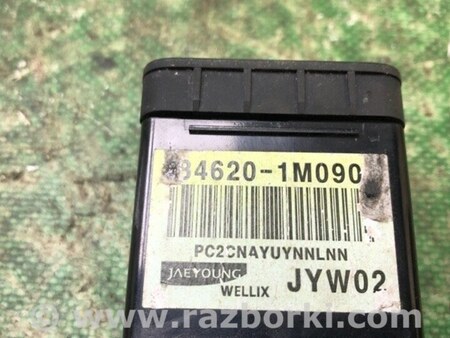 84620-1M090
PC2CNAYUYNNLNN
JAEYOUNG JYW02
WELLIX
© www.razborki.com